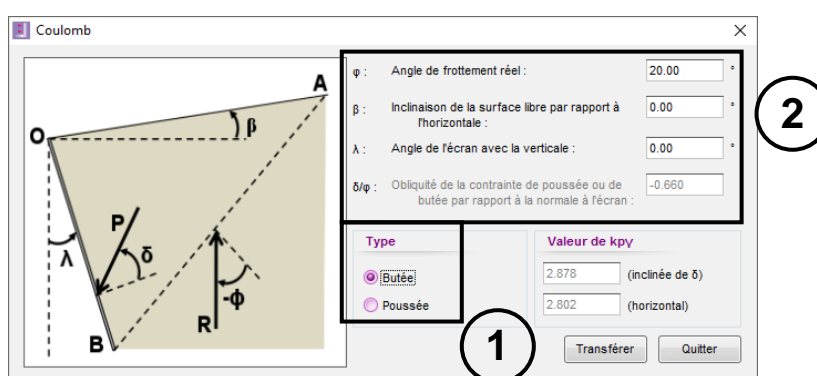 Coulomb
A
O
β
P
λ
δ
-ϕ
R
B
φ : Angle de frottement réel : 20.00 °
β : Inclinaison de la surface libre par rapport à 0.00 °
l'horizontale :
λ : Angle de l'écran avec la verticale : 0.00 °
δ/φ : Obliquité de la contrainte de poussée ou de -0.660
butée par rapport à la normale à l'écran :
2
Type
Butée
Poussée
1
Valeur de kpγ
2.878 (inclinée de δ)
2.802 (horizontal)
Transférer Quitter